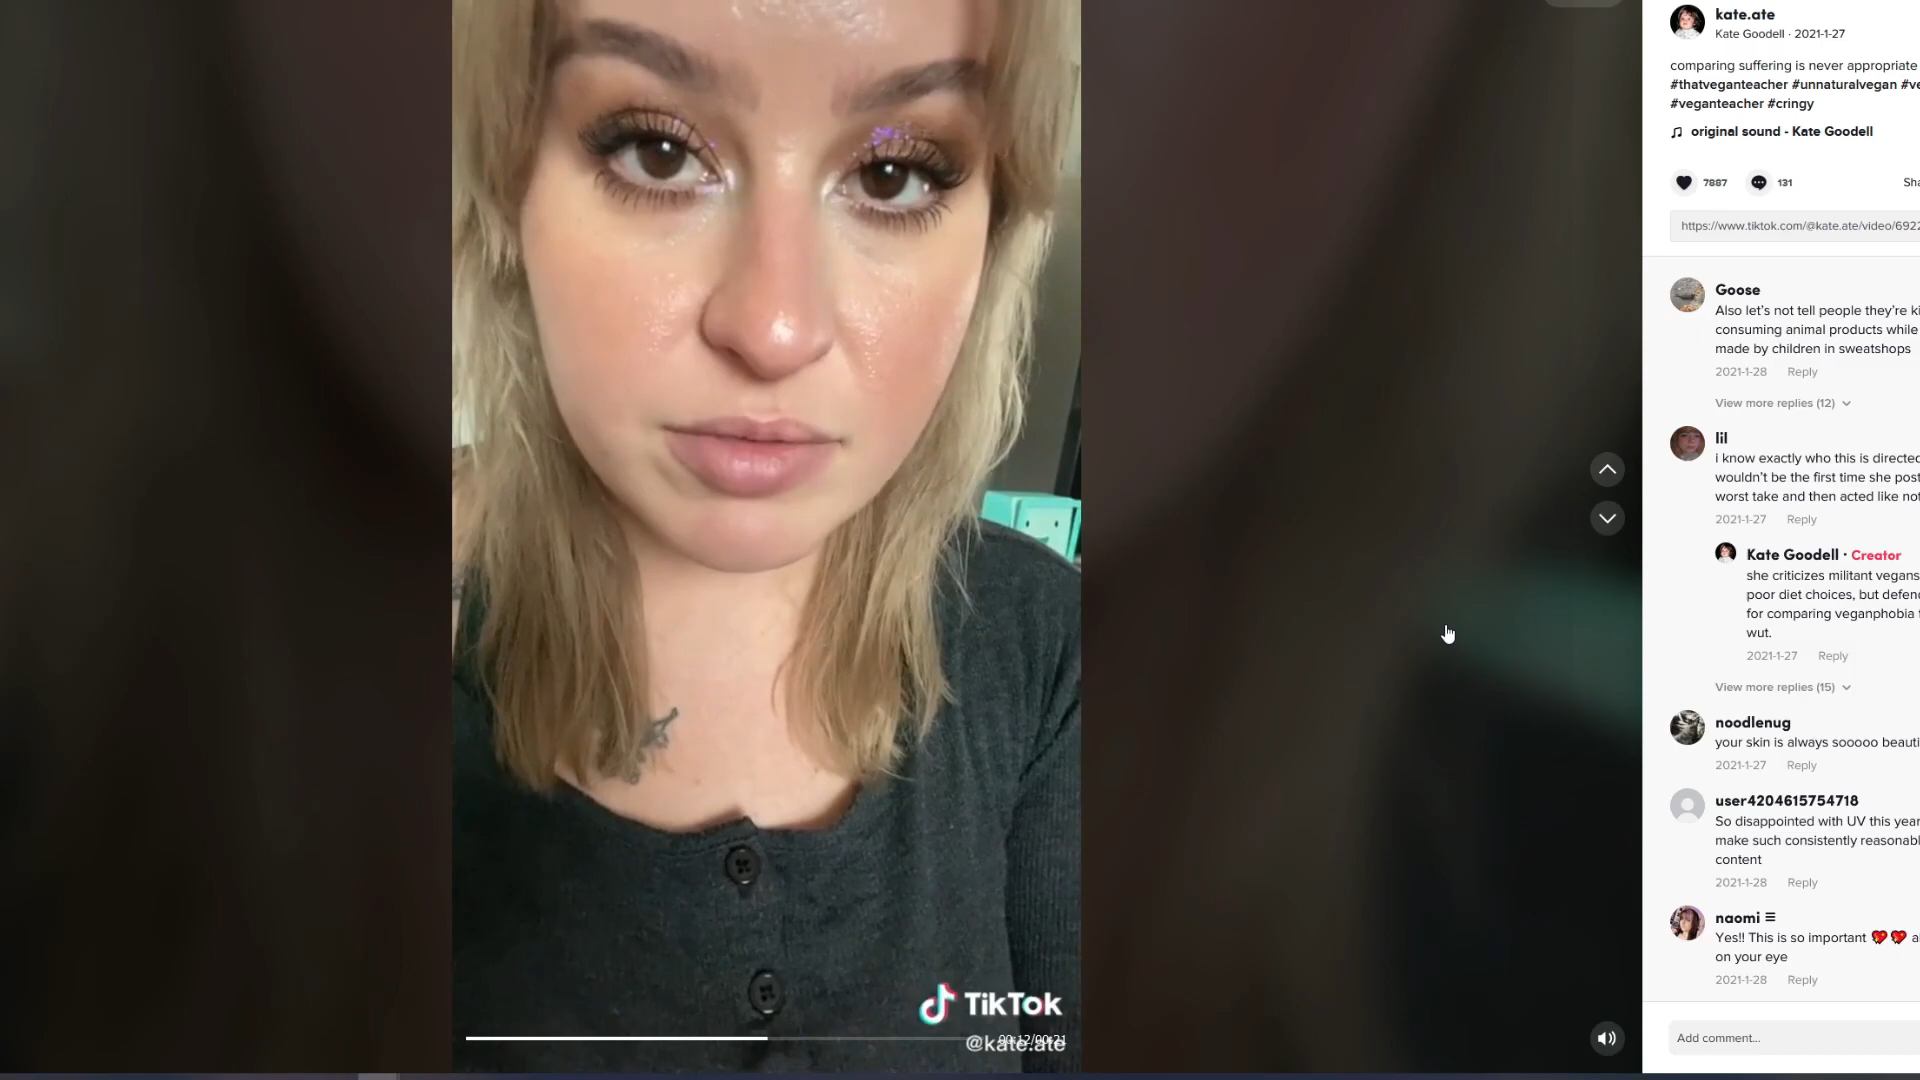 kate.ate
Kate Goodell · 2021-1-27
comparing suffering is never appropriate
#thatveganteacher #unnaturalvegan
#veganteacher #cringy
original sound - Kate Goodell
7887
131
https://www.tiktok.com/@kate.ate/video/692
Goose
Also let's not tell people they're
consuming animal products while
made by children in sweatshops
2021-1-28 Reply
View more replies (12)
lil
i know exactly who this is directed
wouldn't be the first time she post
worst take and then acted like
2021-1-27 Reply
Kate Goodell · Creator
she criticizes militant vegans
poor diet choices, but
for comparing veganphobia
wut.
2021-1-27 Reply
View more replies (15)
noodlenug
your skin is always sooooo
2021-1-27 Reply
user4204615754718
So disappointed with UV this year
make such consistently
content
2021-1-28 Reply
naomi
Yes!! This is so important
on your eye
2021-1-28 Reply
Add comment...
TikTok
00:12/00:21
@kate.ate